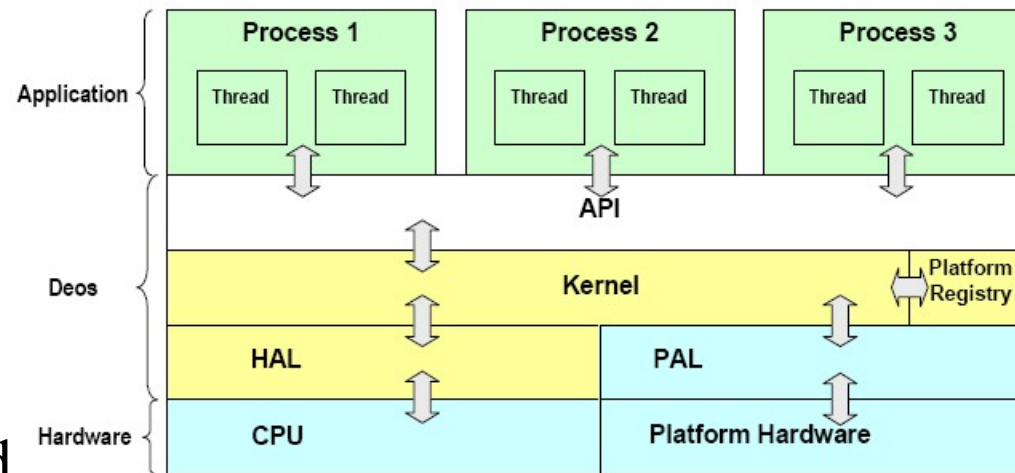 Process 1
Process 2
Process 3
Application
Thread
Thread
Thread
Thread
Thread
Thread
API
Deos
Kernel
Platform
Registry
HAL
PAL
Hardware
CPU
Platform Hardware
d